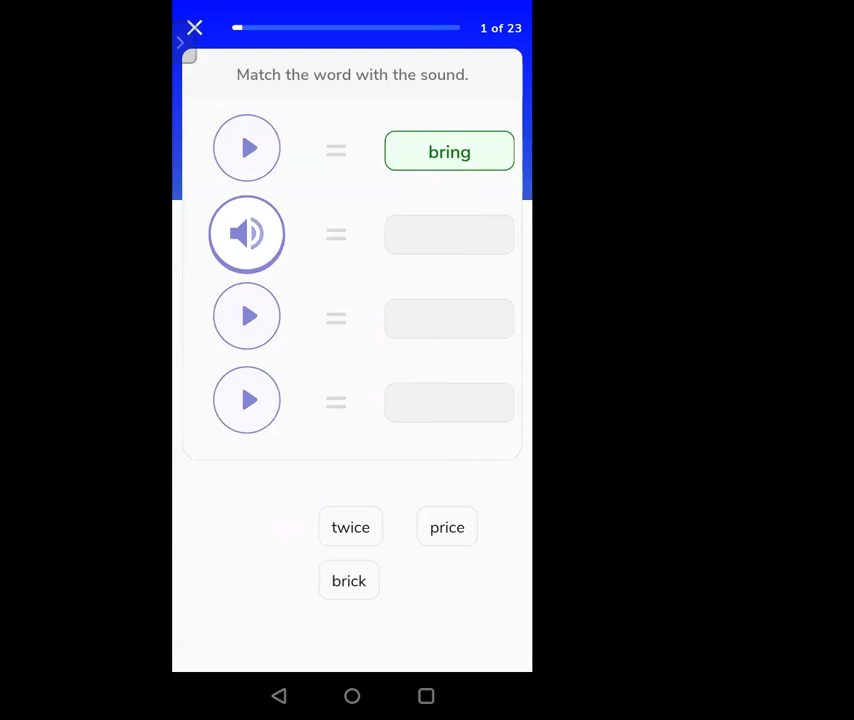 1 of 23
Match the word with the sound.
bring
twice
price
brick